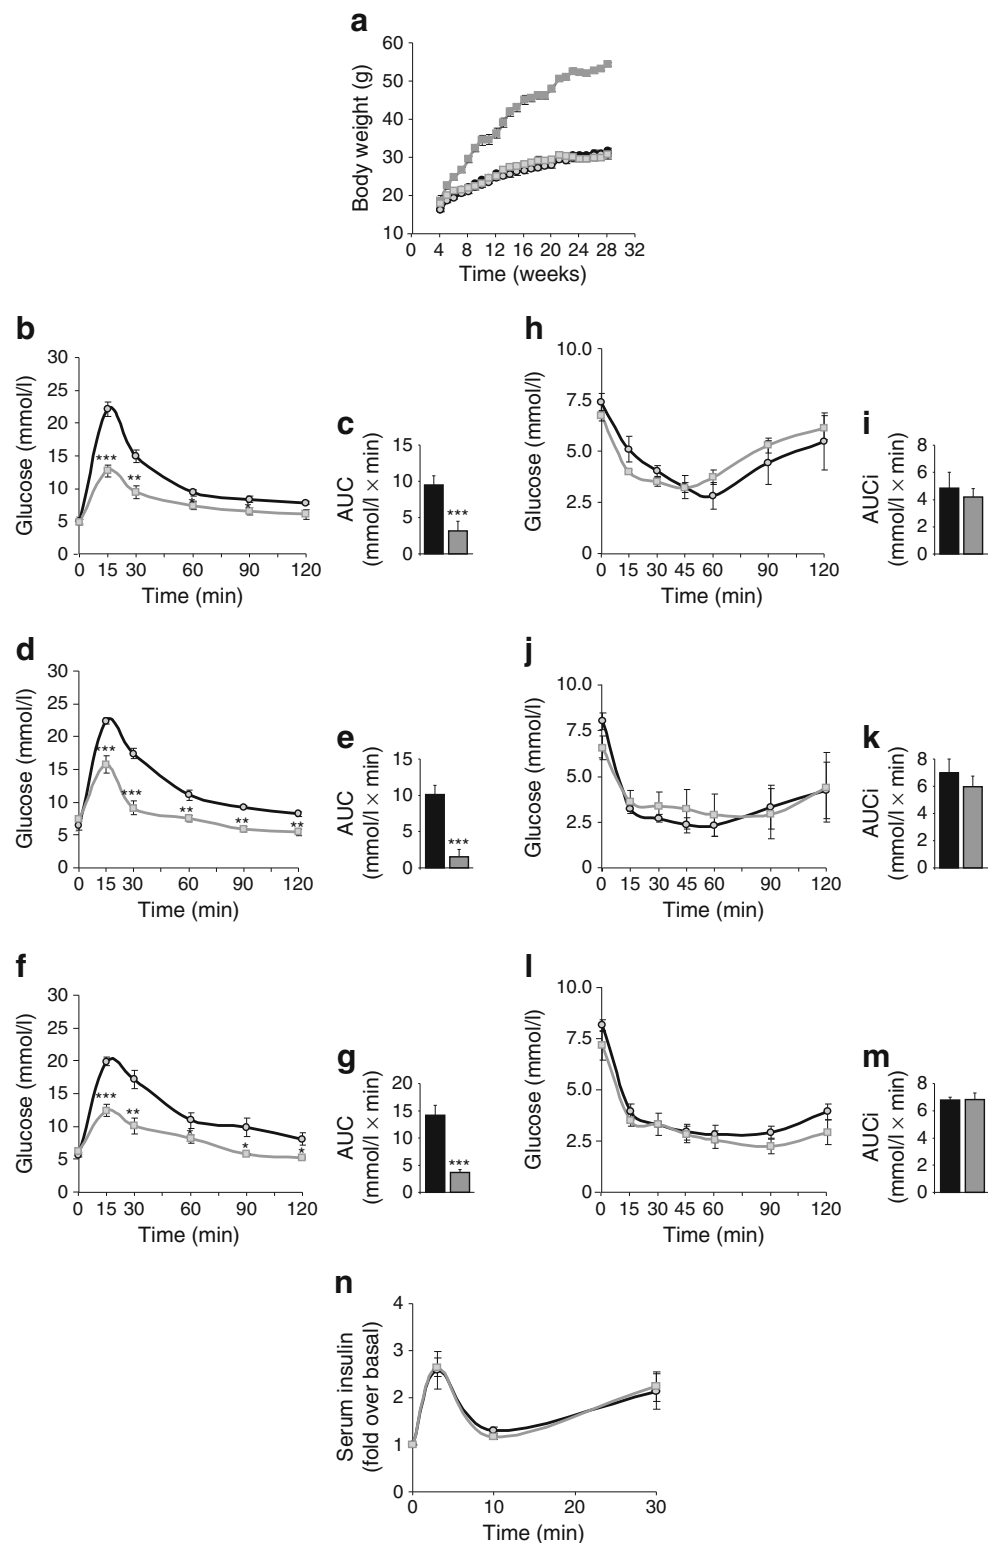 a
60
50
40
30
20
10
Body weight (g)
0 4 8 12 16 20 24 28 32
Time (weeks)
b
30
25
20
15
10
5
0
Glucose (mmol/l)
***
**
*
*
0 15 30 60 90 120
Time (min)
c
15
10
5
0
AUC
(mmol/l × min)
***
h
10.0
7.5
5.0
2.5
0
Glucose (mmol/l)
0 15 30 45 60 90 120
Time (min)
i
8
6
4
2
0
AUCi
(mmol/l × min)
d
30
25
20
15
10
5
0
Glucose (mmol/l)
***
***
**
**
**
0 15 30 60 90 120
Time (min)
e
15
10
5
0
AUC
(mmol/l × min)
***
j
10.0
7.5
5.0
2.5
0
Glucose (mmol/l)
0 15 30 45 60 90 120
Time (min)
k
8
6
4
2
0
AUCi
(mmol/l × min)
f
30
25
20
15
10
5
0
Glucose (mmol/l)
***
**
*
*
*
0 15 30 60 90 120
Time (min)
g
20
15
10
5
0
AUC
(mmol/l × min)
***
l
10.0
7.5
5.0
2.5
0
Glucose (mmol/l)
0 15 30 45 60 90 120
Time (min)
m
8
6
4
2
0
AUCi
(mmol/l × min)
n
4
3
2
1
0
Serum insulin
(fold over basal)
0 10 20 30
Time (min)